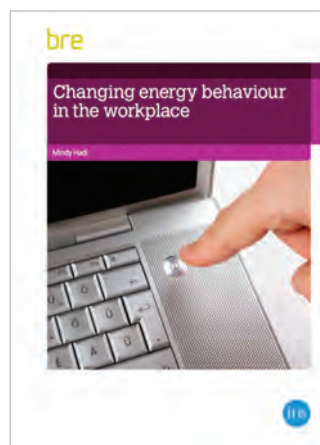 bre
Changing energy behaviour
in the workplace
Mindy Hadi
IHS